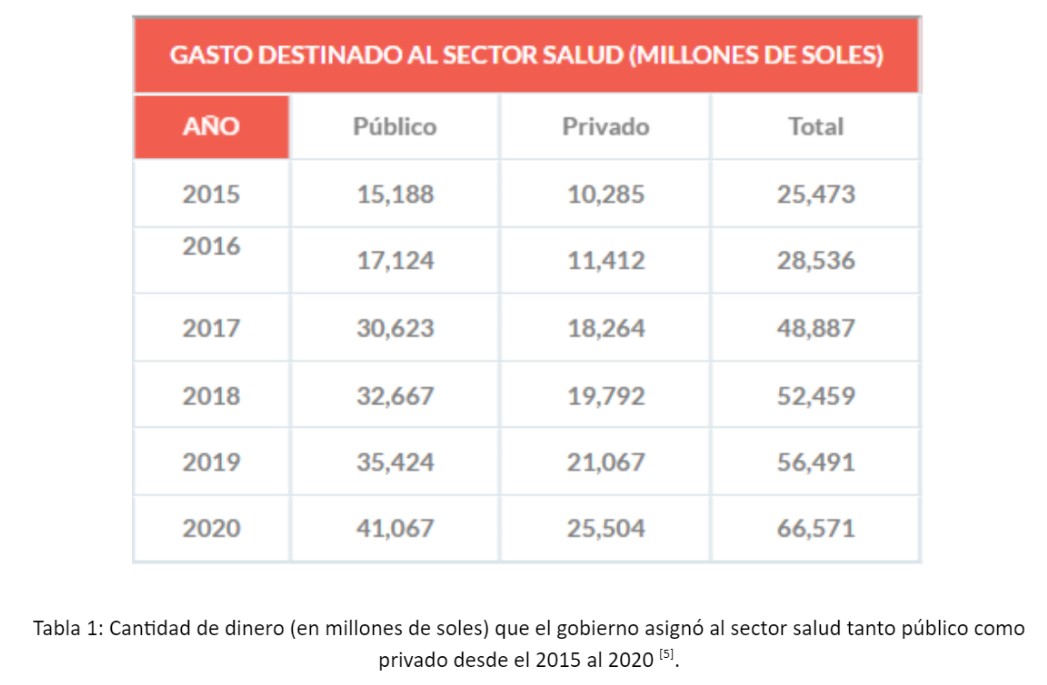 GASTO DESTINADO AL SECTOR SALUD (MILLONES DE SOLES)
AÑO Público Privado Total
2015 15,188 10,285 25,473
2016 17,124 11,412 28,536
2017 30,623 18,264 48,887
2018 32,667 19,792 52,459
2019 35,424 21,067 56,491
2020 41,067 25,504 66,571
Tabla 1: Cantidad de dinero (en millones de soles) que el gobierno asignó al sector salud tanto público como
privado desde el 2015 al 2020 [5].